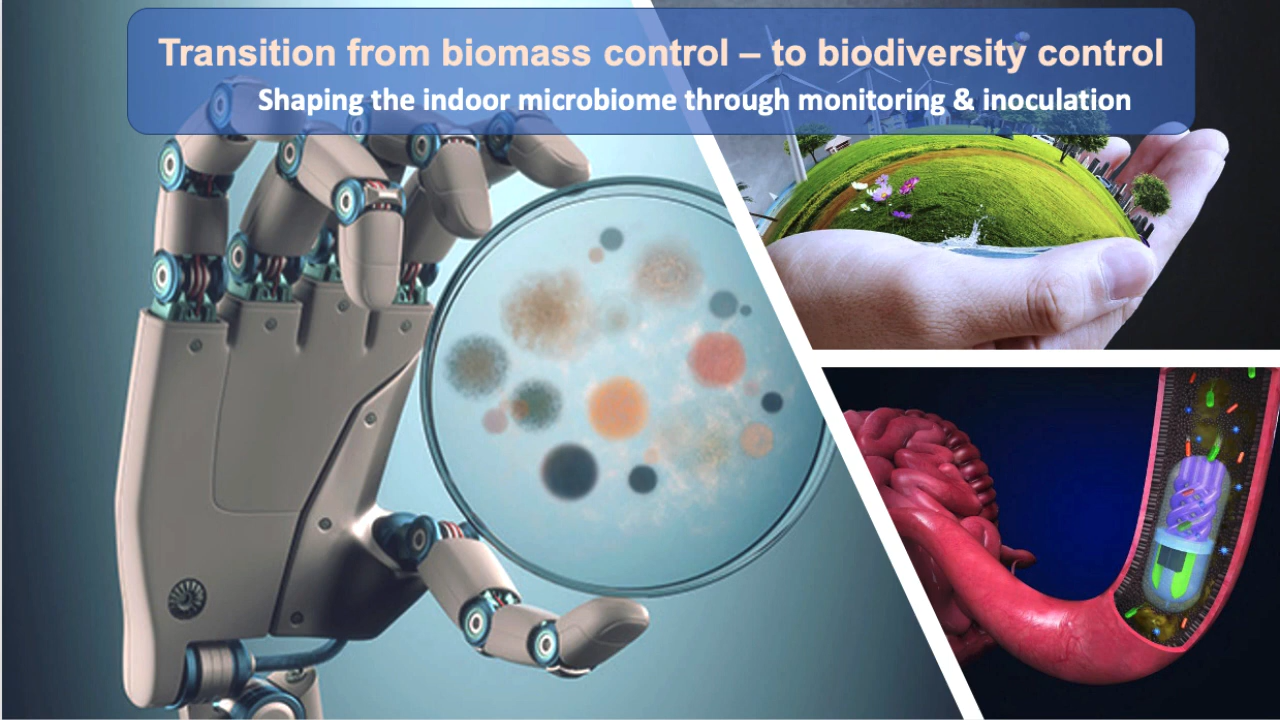 Transition from biomass control – to biodiversity control
Shaping the indoor microbiome through monitoring & inoculation